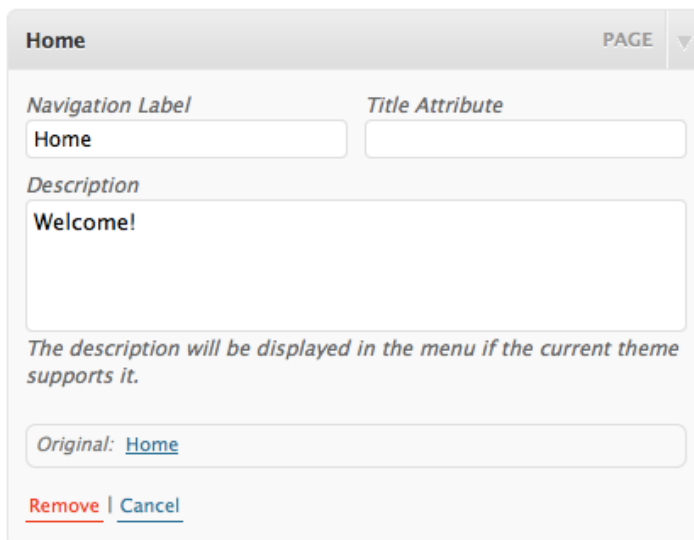 Home PAGE
Navigation Label Title Attribute
Home
Description
Welcome!
The description will be displayed in the menu if the current theme
supports it.
Original: Home
Remove | Cancel